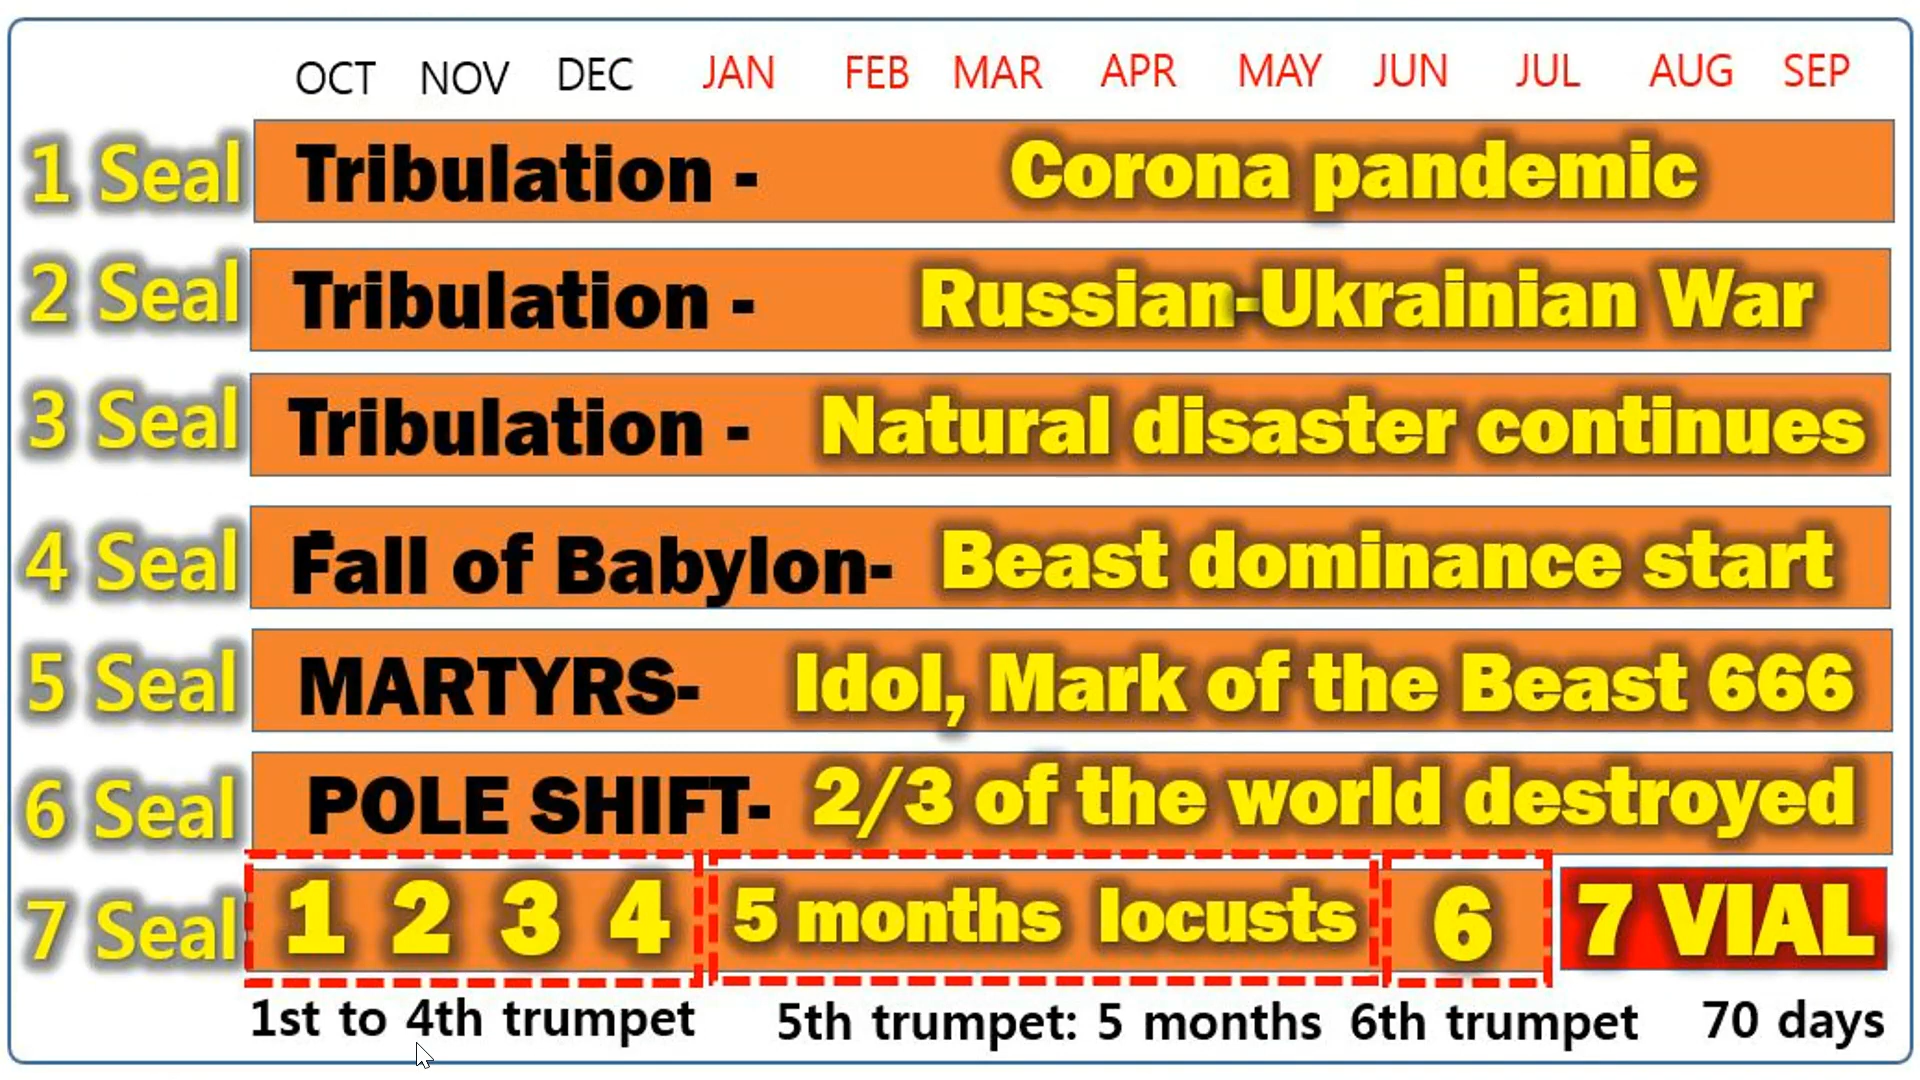 OCT NOV DEC JAN FEB MAR APR MAY JUN JUL AUG SEP
1 Seal Tribulation - Corona pandemic
2 Seal Tribulation - Russian-Ukrainian War
3 Seal Tribulation - Natural disaster continues
4 Seal Fall of Babylon- Beast dominance start
5 Seal MARTYRS- Idol, Mark of the Beast 666
6 Seal POLE SHIFT- 2/3 of the world destroyed
7 Seal 1 2 3 4 5 months locusts 6 7 VIAL
1st to 4th trumpet 5th trumpet: 5 months 6th trumpet 70 days